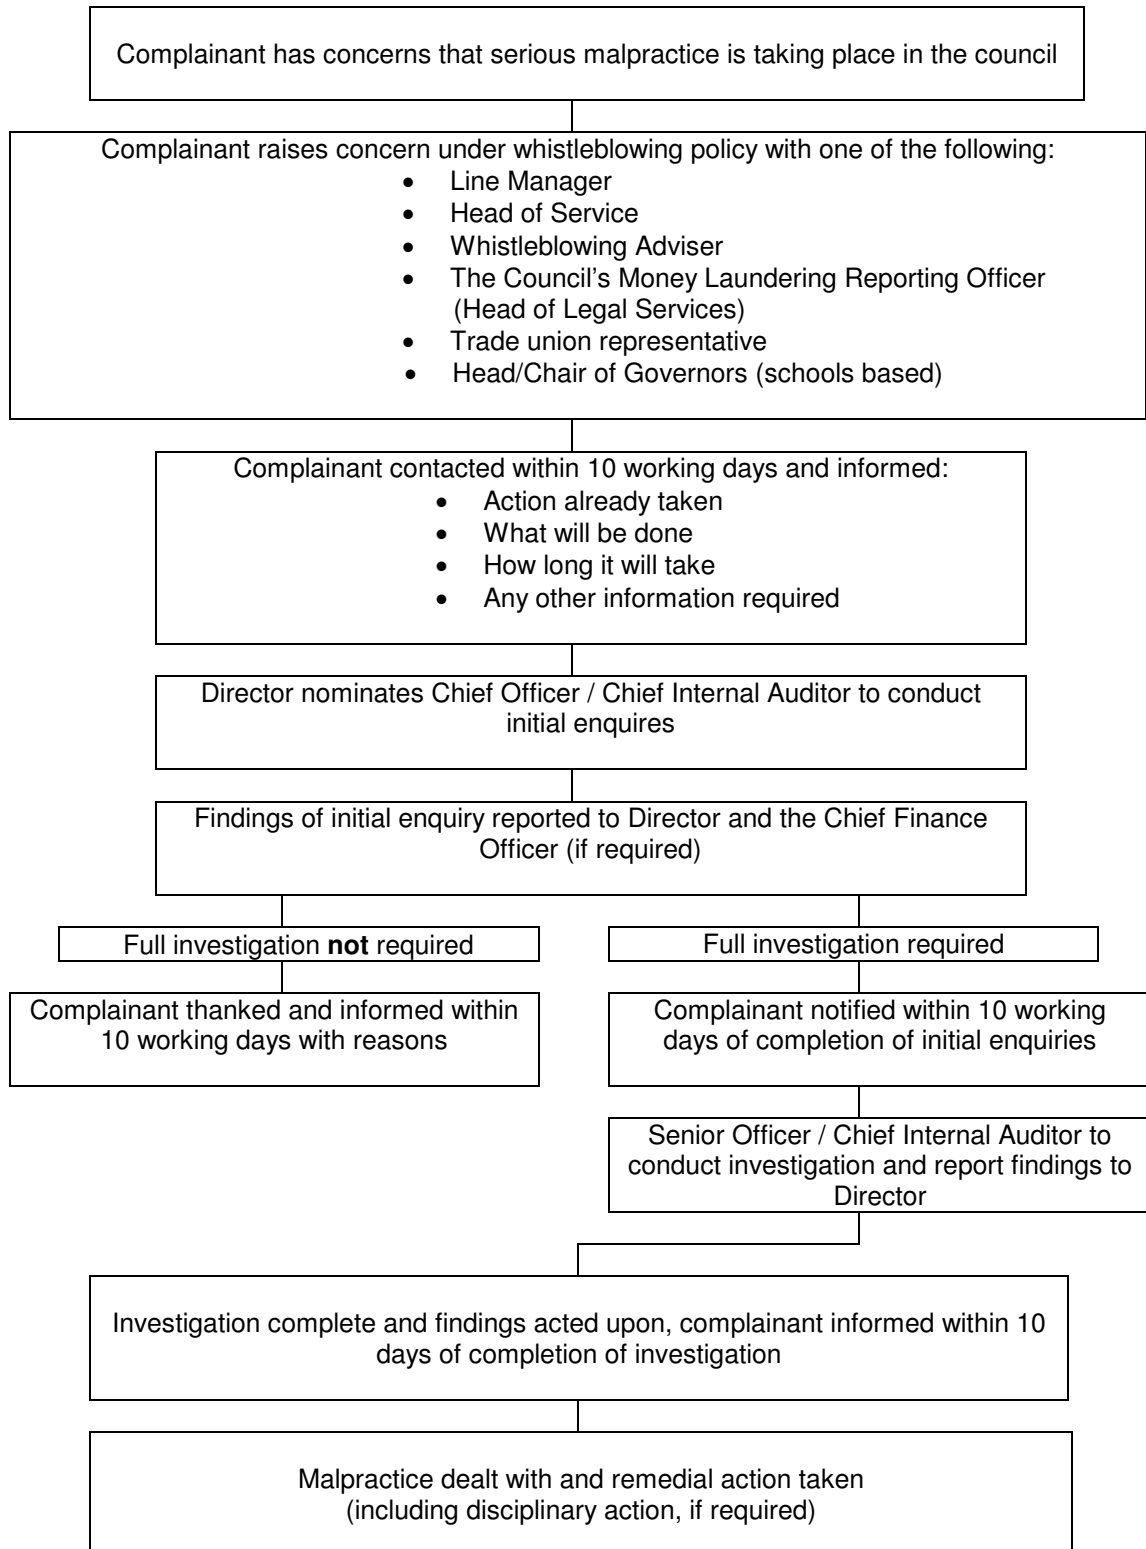 Complainant has concerns that serious malpractice is taking place in the council
Complainant raises concern under whistleblowing policy with one of the following:
• Line Manager
• Head of Service
• Whistleblowing Adviser
• The Council's Money Laundering Reporting Officer
(Head of Legal Services)
• Trade union representative
• Head/Chair of Governors (schools based)
Complainant contacted within 10 working days and informed:
• Action already taken
• What will be done
• How long it will take
• Any other information required
Director nominates Chief Officer / Chief Internal Auditor to conduct
initial enquires
Findings of initial enquiry reported to Director and the Chief Finance
Officer (if required)
Full investigation not required
Complainant thanked and informed within
10 working days with reasons
Full investigation required
Complainant notified within 10 working
days of completion of initial enquiries
Senior Officer / Chief Internal Auditor to
conduct investigation and report findings to
Director
Investigation complete and findings acted upon, complainant informed within 10
days of completion of investigation
Malpractice dealt with and remedial action taken
(including disciplinary action, if required)